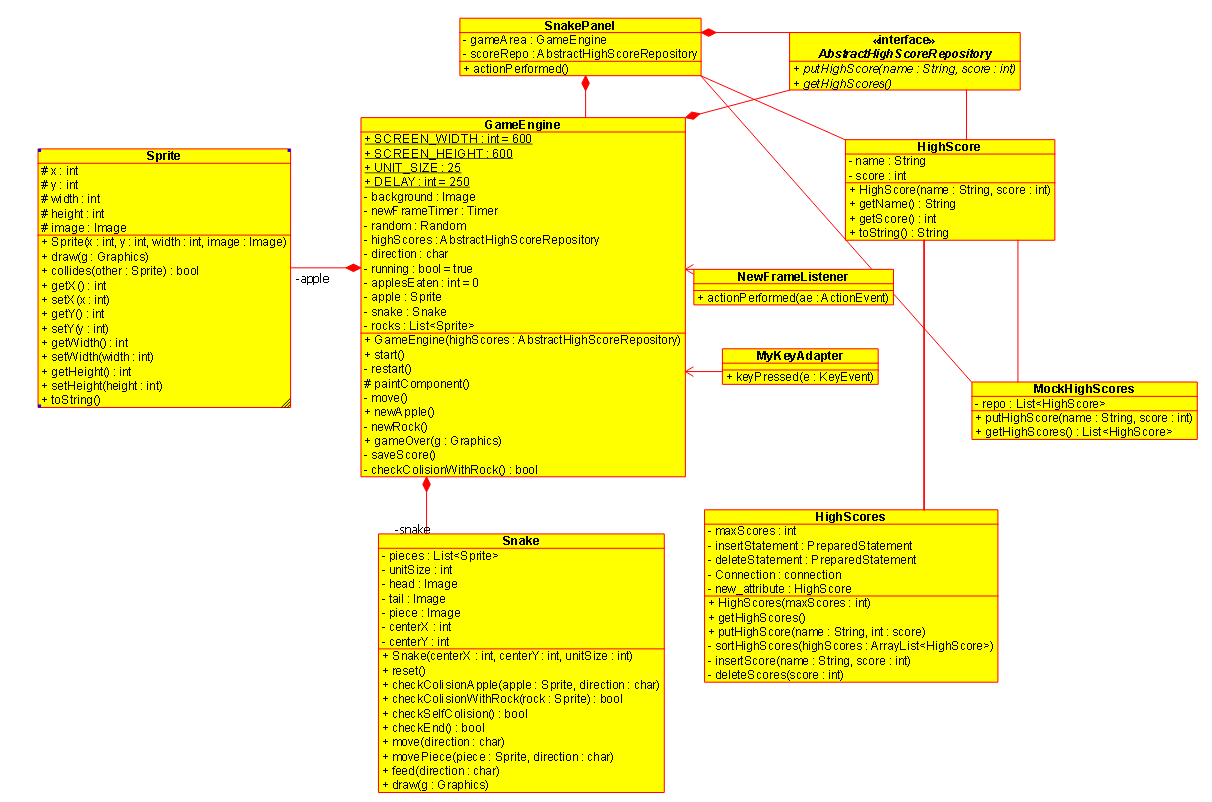 SnakePanel
- gameArea : GameEngine
- scoreRepo : AbstractHighScoreRepository
+ actionPerformed()
«interface»
AbstractHighScoreRepository
+ putHighScore(name : String, score : int)
+ getHighScores()
GameEngine
+ SCREEN_WIDTH : int = 600
+ SCREEN_HEIGHT : 600
+ UNIT_SIZE : 25
+ DELAY : int = 250
- background : Image
- newFrameTimer : Timer
- random : Random
- highScores : AbstractHighScoreRepository
- direction : char
- running : bool = true
- applesEaten : int = 0
- apple : Sprite
- snake : Snake
- rocks : List<Sprite>
+ GameEngine(highScores : AbstractHighScoreRepository)
+ start()
- restart()
# paintComponent()
- move()
+ newApple()
- newRock()
+ gameOver(g : Graphics)
- saveScore()
- checkColisionWithRock() : bool
Sprite
# x : int
# y : int
# width : int
# height : int
# image : Image
+ Sprite(x : int, y : int, width : int, image : Image)
+ draw(g : Graphics)
+ collides(other : Sprite) : bool
+ getX() : int
+ setX(x : int)
+ getY() : int
+ setY(y : int)
+ getWidth() : int
+ setWidth(width : int)
+ getHeight() : int
+ setHeight(height : int)
+ toString()
-apple
HighScore
- name : String
- score : int
+ HighScore(name : String, score : int)
+ getName() : String
+ getScore() : int
+ toString() : String
NewFrameListener
+ actionPerformed(ae : ActionEvent)
MyKeyAdapter
+ keyPressed(e : KeyEvent)
MockHighScores
- repo : List<HighScore>
+ putHighScore(name : String, score : int)
+ getHighScores() : List<HighScore>
-snake
Snake
- pieces : List<Sprite>
- unitSize : int
- head : Image
- tail : Image
- piece : Image
- centerX : int
- centerY : int
+ Snake(centerX : int, centerY : int, unitSize : int)
+ reset()
+ checkColisionApple(apple : Sprite, direction : char)
+ checkColisionWithRock(rock : Sprite) : bool
+ checkSelfColision() : bool
+ checkEnd() : bool
+ move(direction : char)
+ movePiece(piece : Sprite, direction : char)
+ feed(direction : char)
+ draw(g : Graphics)
HighScores
- maxScores : int
- insertStatement : PreparedStatement
- deleteStatement : PreparedStatement
- Connection : connection
- new_attribute : HighScore
+ HighScores(maxScores : int)
+ getHighScores()
+ putHighScore(name : String, int : score)
- sortHighScores(highScores : ArrayList<HighScore>)
- insertScore(name : String, score : int)
- deleteScores(score : int)